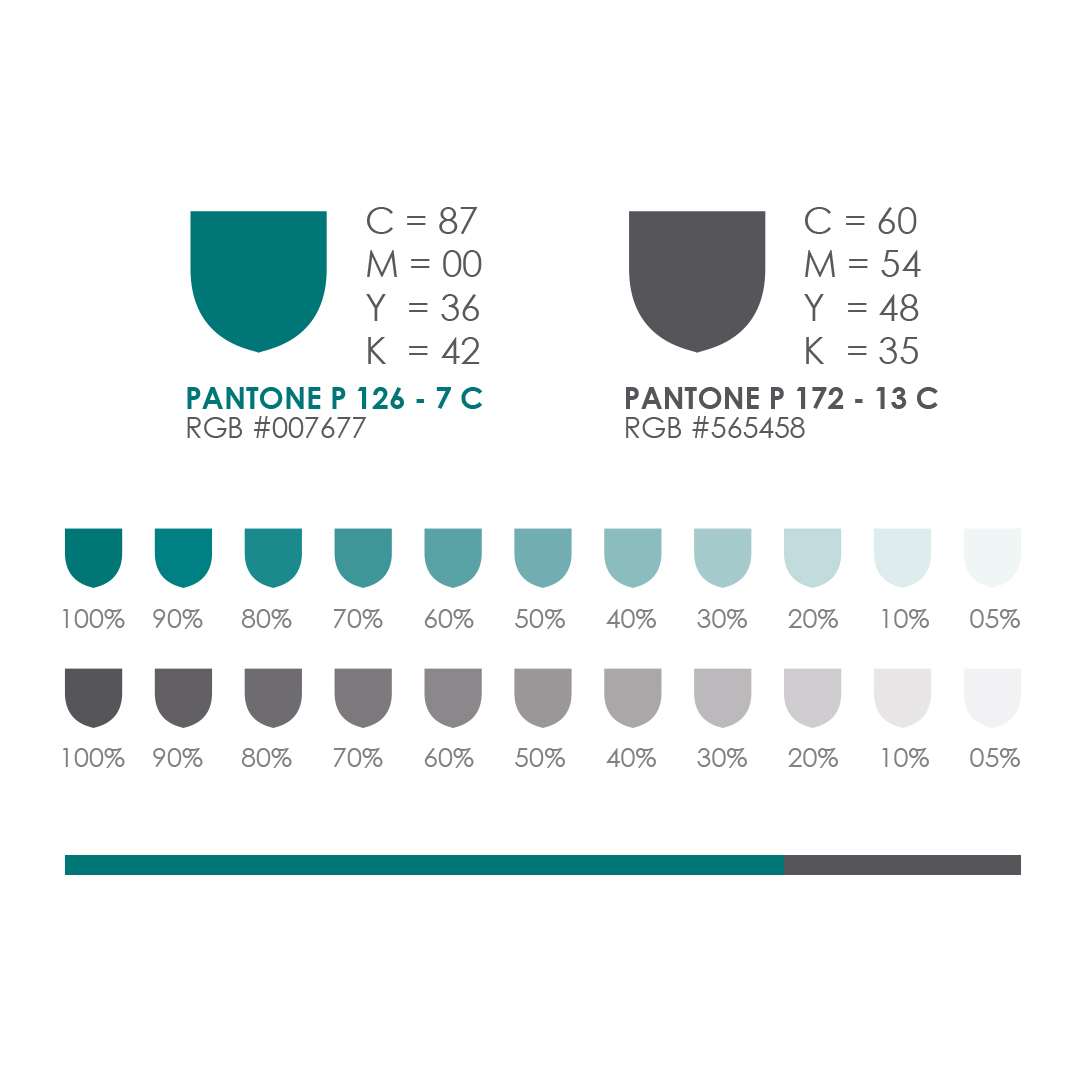 C = 87
M = 00
Y = 36
K = 42
PANTONE P 126 - 7 C
RGB #007677
C = 60
M = 54
Y = 48
K = 35
PANTONE P 172 - 13 C
RGB #565458
100% 90% 80% 70% 60% 50% 40% 30% 20% 10% 05%
100% 90% 80% 70% 60% 50% 40% 30% 20% 10% 05%